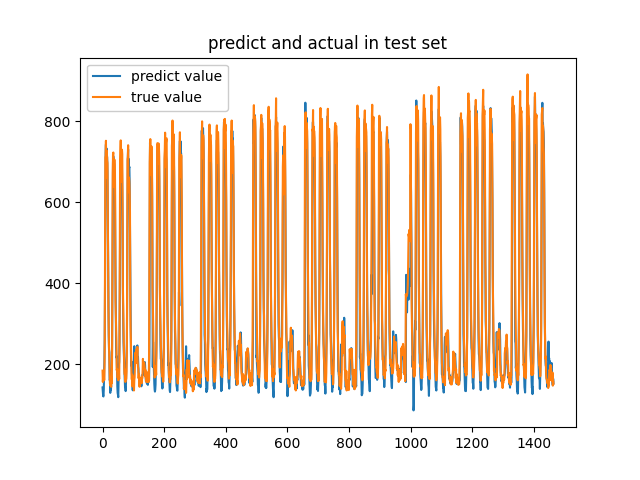 predict and actual in test set
predict value
true value
800
600
400
200
0 200 400 600 800 1000 1200 1400